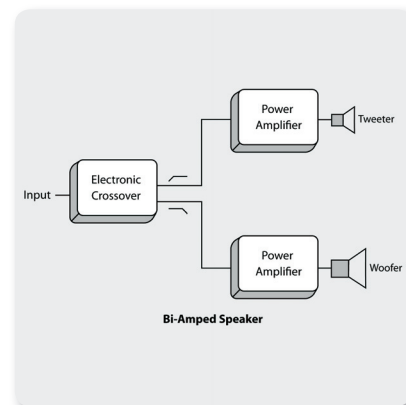 Power
Amplifier
Tweeter
Input
Electronic
Crossover
Power
Amplifier
Woofer
Bi-Amped Speaker